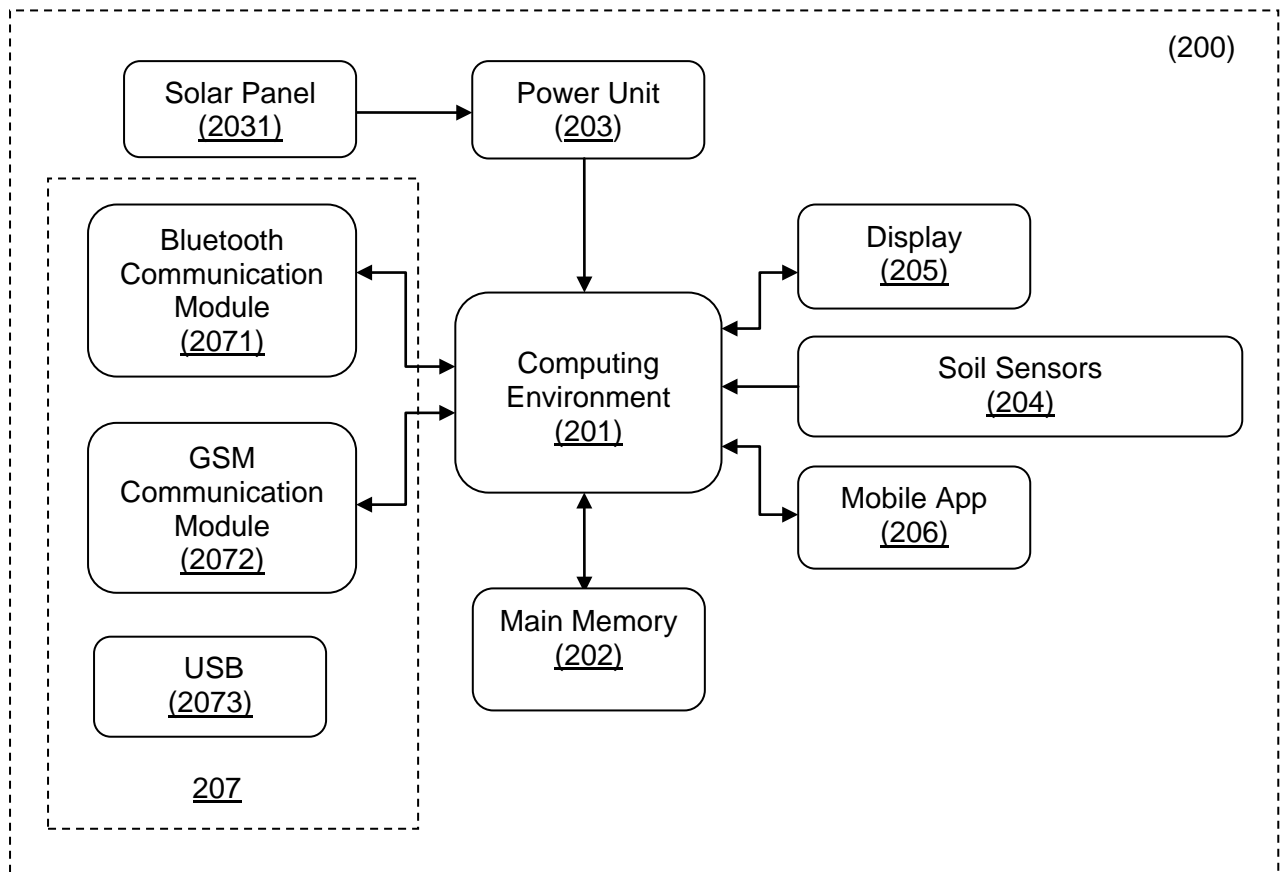 (200)
Solar Panel
(2031)
Power Unit
(203)
Bluetooth
Communication
Module
(2071)
Display
(205)
Computing
Environment
(201)
Soil Sensors
(204)
GSM
Communication
Module
(2072)
Mobile App
(206)
Main Memory
(202)
USB
(2073)
207